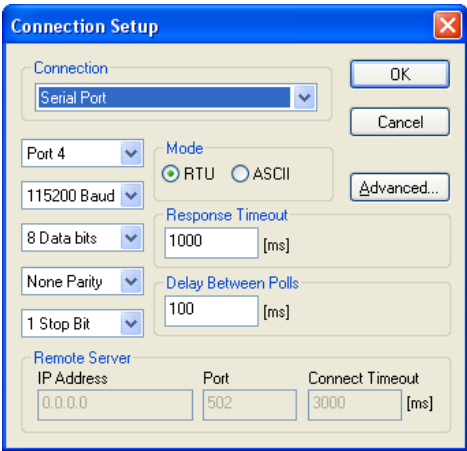 Connection Setup
Connection
Serial Port
OK
Cancel
Port 4
Mode
RTU ASCII
Advanced...
115200 Baud
Response Timeout
1000 [ms]
8 Data bits
None Parity
Delay Between Polls
100 [ms]
1 Stop Bit
Remote Server
IP Address Port Connect Timeout
0.0.0.0 502 3000 [ms]